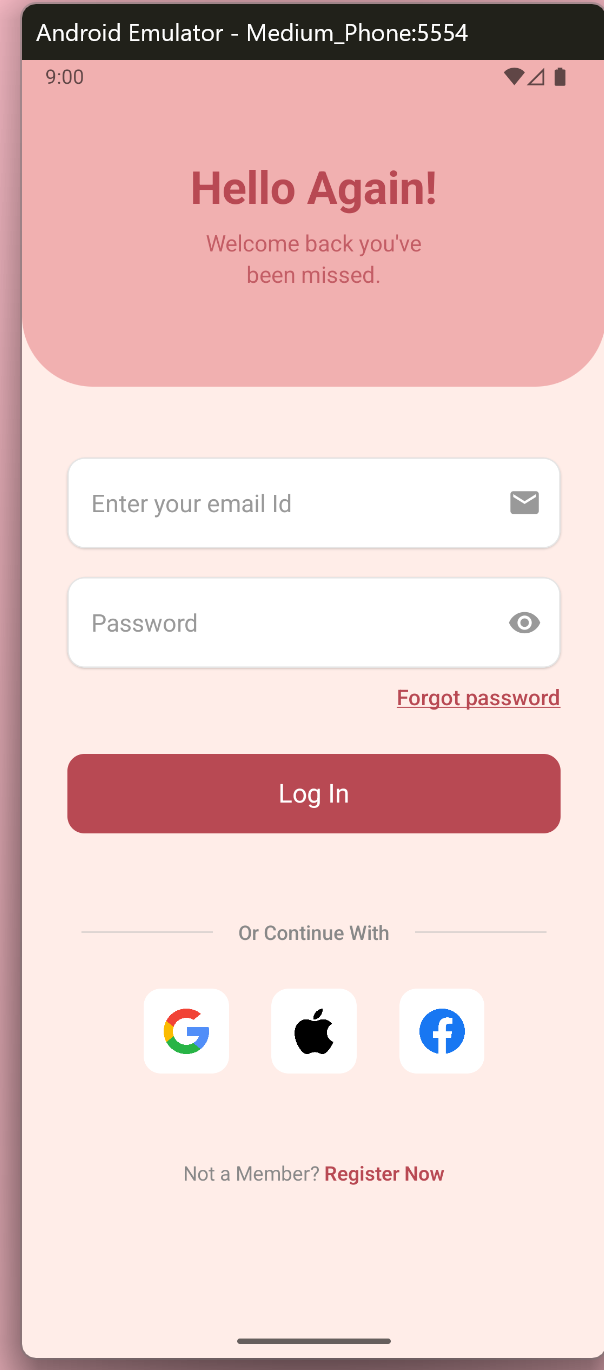 Android Emulator - Medium_Phone:5554
9:00
Hello Again!
Welcome back you've
been missed.
Enter your email Id
Password
Forgot password
Log In
Or Continue With
Not a Member? Register Now